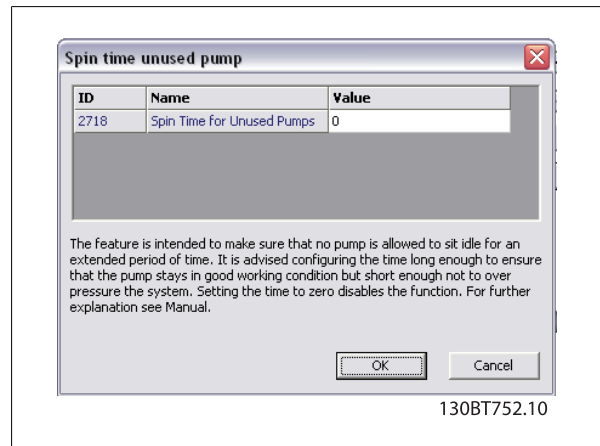 Spin time unused pump
ID Name Value
2718 Spin Time for Unused Pumps 0
The feature is intended to make sure that no pump is allowed to sit idle for an
extended period of time. It is advised configuring the time long enough to ensure
that the pump stays in good working condition but short enough not to over
pressure the system. Setting the time to zero disables the function. For further
explanation see Manual.
OK Cancel
130BT752.10